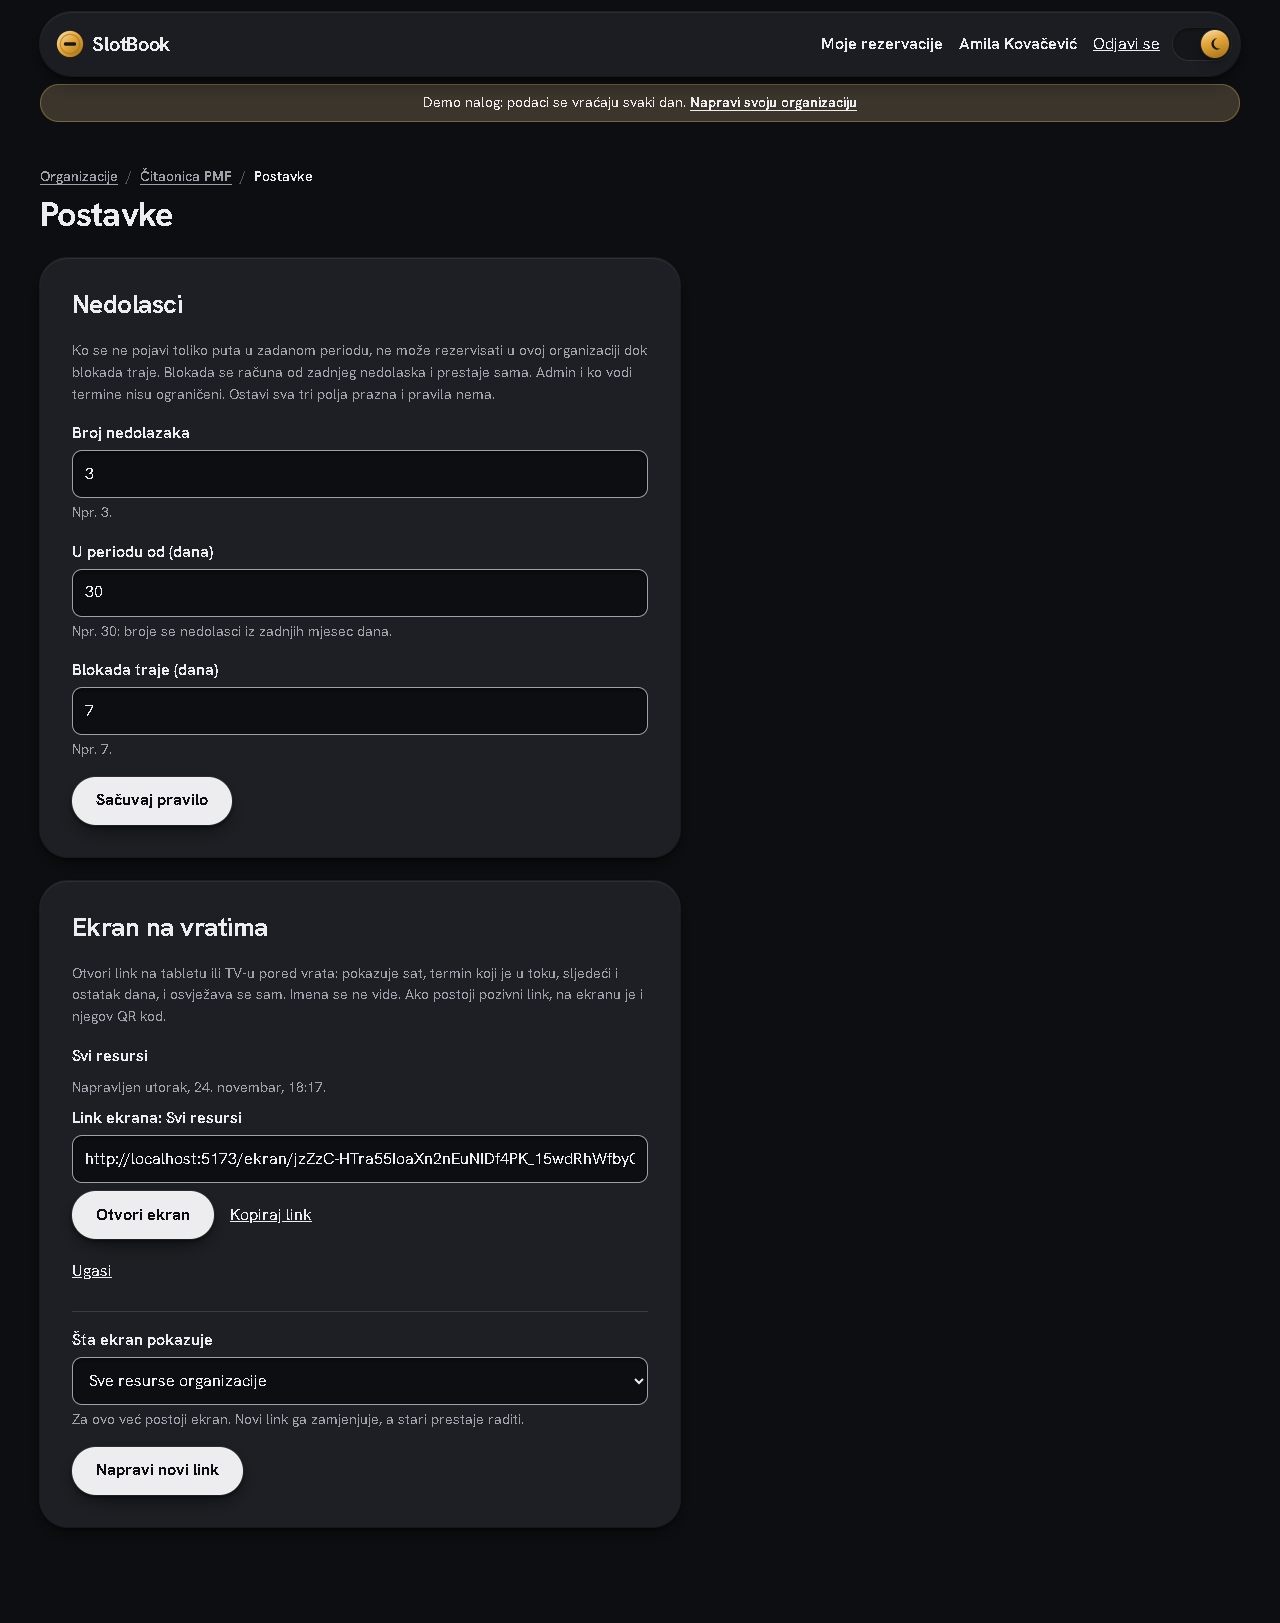 SlotBook
Moje rezervacije Amila Kovačević Odjavi se
Demo nalog: podaci se vraćaju svaki dan. Napravi svoju organizaciju
Organizacije / Čitaonica PMF / Postavke
Postavke
Nedolasci
Ko se ne pojavi toliko puta u zadanom periodu, ne može rezervisati u ovoj organizaciji dok
blokada traje. Blokada se računa od zadnjeg nedolaska i prestaje sama. Admin i ko vodi
termine nisu ograničeni. Ostavi sva tri polja prazna i pravila nema.
Broj nedolazaka
3
Npr. 3.
U periodu od (dana)
30
Npr. 30: broje se nedolasci iz zadnjih mjesec dana.
Blokada traje (dana)
7
Npr. 7.
Sačuvaj pravilo
Ekran na vratima
Otvori link na tabletu ili TV-u pored vrata: pokazuje sat, termin koji je u toku, sljedeći i
ostatak dana, i osvježava se sam. Imena se ne vide. Ako postoji pozivni link, na ekranu je i
njegov QR kod.
Svi resursi
Napravljen utorak, 24. novembar, 18:17.
Link ekrana: Svi resursi
Otvori ekran Kopiraj link
Ugasi
Šta ekran pokazuje
Sve resurse organizacije
Za ovo već postoji ekran. Novi link ga zamjenjuje, a stari prestaje raditi.
Napravi novi link